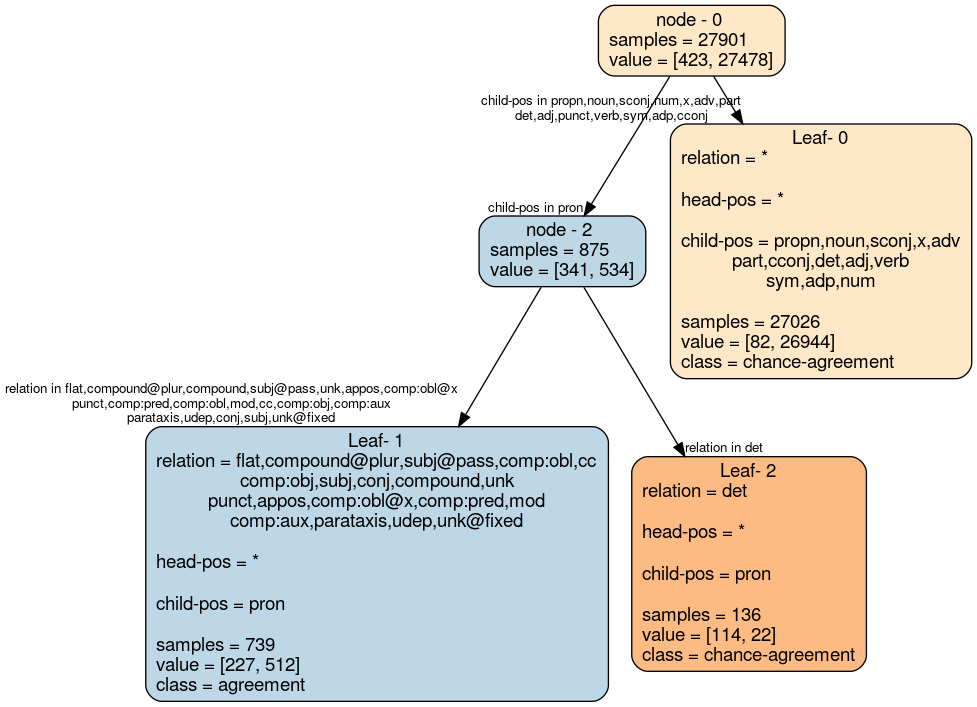 node - 0
samples = 27901
value = [423, 27478]
child-pos in propn,noun,sconj,num,x,adv,part
det,adj,punct,verb,sym,adp,cconj
Leaf- 0
relation = *
head-pos = *
child-pos = propn,noun,sconj,x,adv
part,cconj,det,adj,verb
sym,adp,num
samples = 27026
value = [82, 26944]
class = chance-agreement
child-pos in pron
node - 2
samples = 875
value = [341, 534]
relation in flat,compound@plur,compound,subj@pass,unk,appos,comp:obl@x
punct,comp:pred,comp:obl,mod,cc,comp:obj,comp:aux
parataxis,udep,conj,subj,unk@fixed
Leaf- 1
relation = flat,compound@plur,subj@pass,comp:obl,cc
comp:obj,subj,conj,compound,unk
punct,appos,comp:obl@x,comp:pred,mod
comp:aux,parataxis,udep,unk@fixed
head-pos = *
child-pos = pron
samples = 739
value = [227, 512]
class = agreement
relation in det
Leaf- 2
relation = det
head-pos = *
child-pos = pron
samples = 136
value = [114, 22]
class = chance-agreement